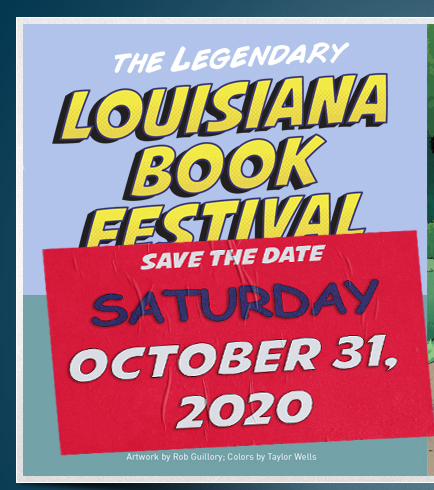 THE LEGENDARY
LOUISIANA
BOOK
FESTIVAL
SAVE THE DATE
SATURDAY
OCTOBER 31,
2020
Artwork by Rob Guillory; Colors by Taylor Wells